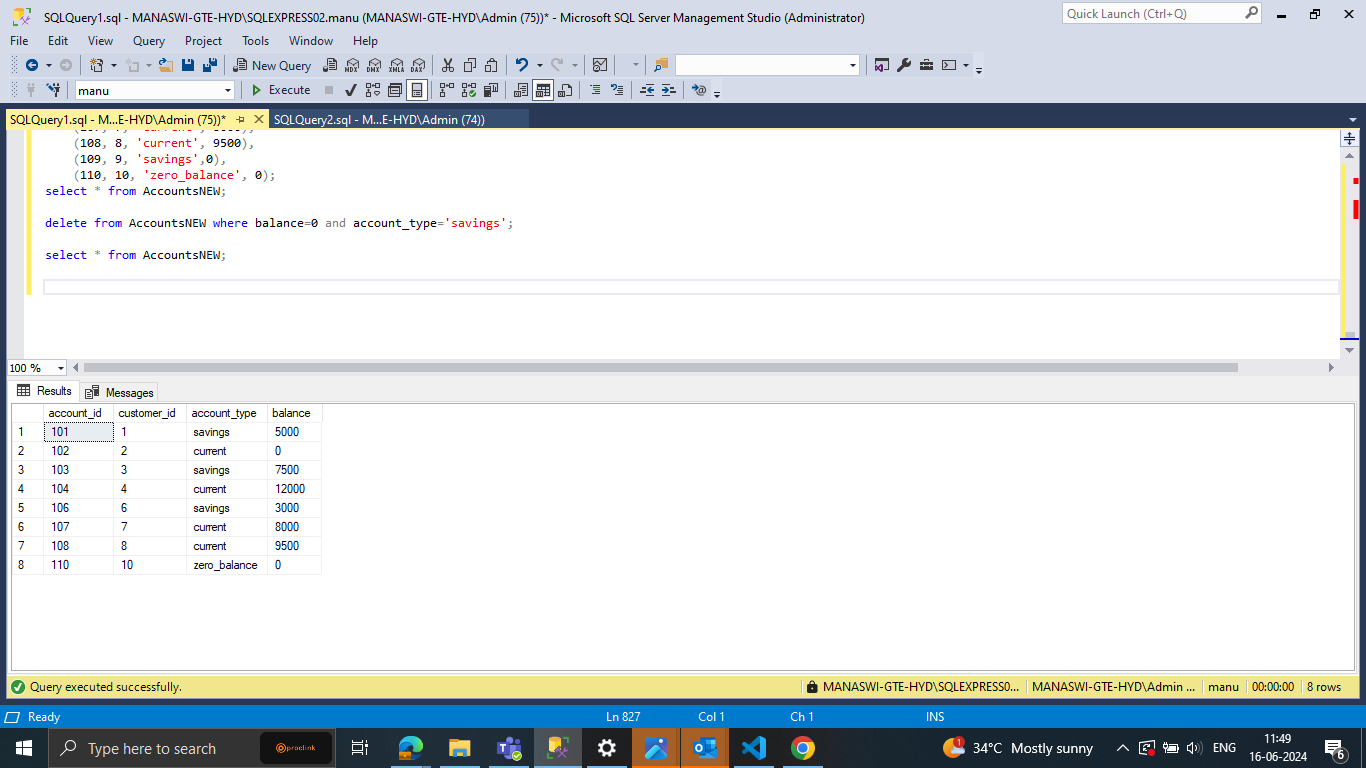 SQLQuery1.sql - MANASWI-GTE-HYD\SQLEXPRESS02.manu (MANASWI-GTE-HYD\Admin (75))* - Microsoft SQL Server Management Studio (Administrator)
Quick Launch (Ctrl+Q)
File Edit View Query Project Tools Window Help
New Query MDX DMX XMLA DAX
manu Execute
SQLQuery1.sql - M...E-HYD\Admin (75))* SQLQuery2.sql - M...E-HYD\Admin (74))
(108, 8, 'current', 9500),
(109, 9, 'savings',0),
(110, 10, 'zero_balance', 0);
select * from AccountsNEW;
delete from AccountsNEW where balance=0 and account_type='savings';
select * from AccountsNEW;
100 %
Results Messages
account_id customer_id account_type balance
1 101 1 savings 5000
2 102 2 current 0
3 103 3 savings 7500
4 104 4 current 12000
5 106 6 savings 3000
6 107 7 current 8000
7 108 8 current 9500
8 110 10 zero_balance 0
Query executed successfully. MANASWI-GTE-HYD\SQLEXPRESS0... MANASWI-GTE-HYD\Admin ... manu 00:00:00 8 rows
Ready Ln 827 Col 1 Ch 1 INS
Type here to search proclink 1 34°C Mostly sunny ENG 11:49
16-06-2024 6